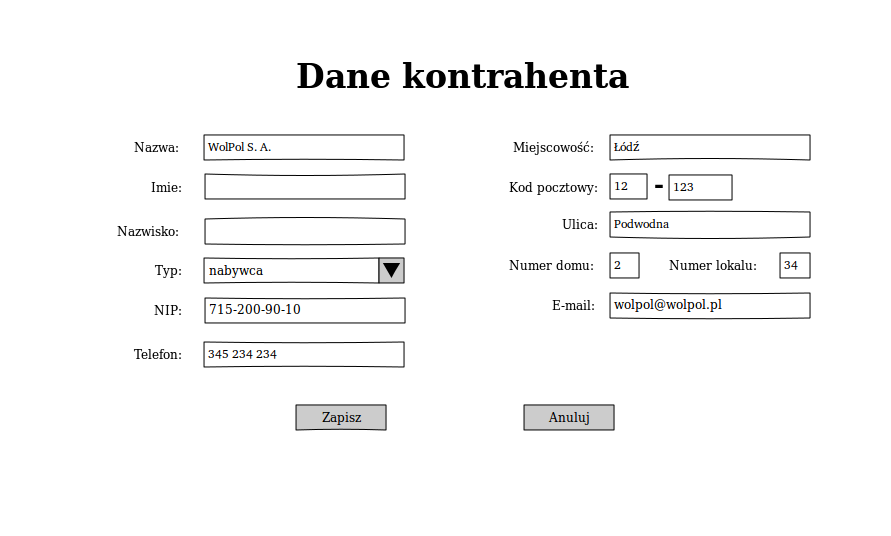 Dane kontrahenta
Nazwa: WolPol S. A.
Imie:
Nazwisko:
Typ: nabywca
NIP: 715-200-90-10
Telefon: 345 234 234
Miejscowość: Łódź
Kod pocztowy: 12 - 123
Ulica: Podwodna
Numer domu: 2 Numer lokalu: 34
E-mail: wolpol@wolpol.pl
Zapisz
Anuluj